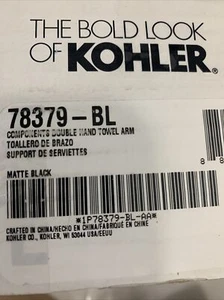 THE BOLD LOOK
OF KOHLER®
78379-BL
COMPONENTS DOUBLE HAND TOWEL ARM
TOALLERO DE BRAZO
SUPPORT DE SERVIETTES
MATTE BLACK
*1P78379-BL-AA*
CRAFTED IN CHINA/HECHO EN CHINA/FABRIQUE EN CHINE
KOHLER CO., KOHLER, WI 53044 USA/EEUU
8